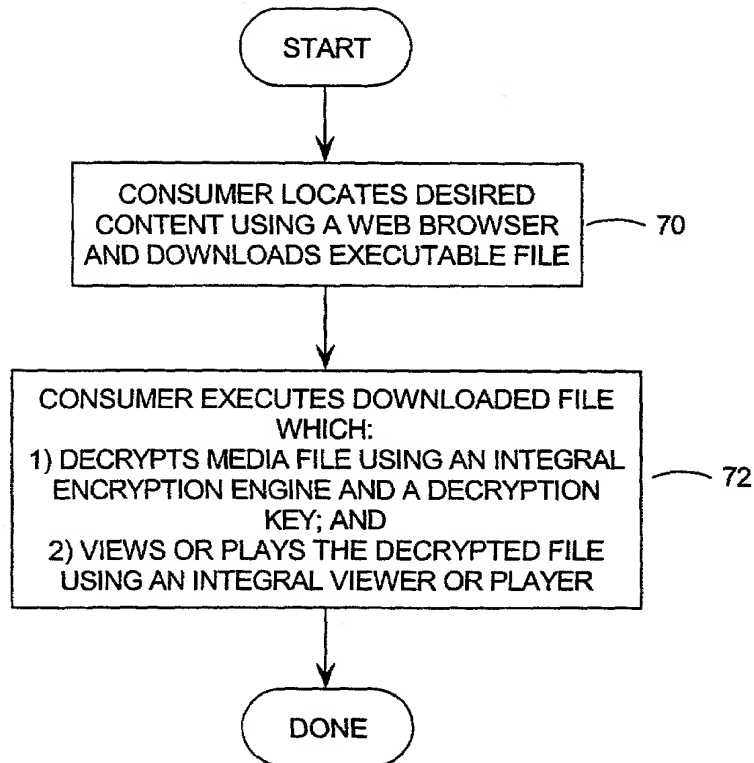 START
CONSUMER LOCATES DESIRED
CONTENT USING A WEB BROWSER
AND DOWNLOADS EXECUTABLE FILE
70
CONSUMER EXECUTES DOWNLOADED FILE
WHICH:
1) DECRYPTS MEDIA FILE USING AN INTEGRAL
ENCRYPTION ENGINE AND A DECRYPTION
KEY; AND
2) VIEWS OR PLAYS THE DECRYPTED FILE
USING AN INTEGRAL VIEWER OR PLAYER
72
DONE